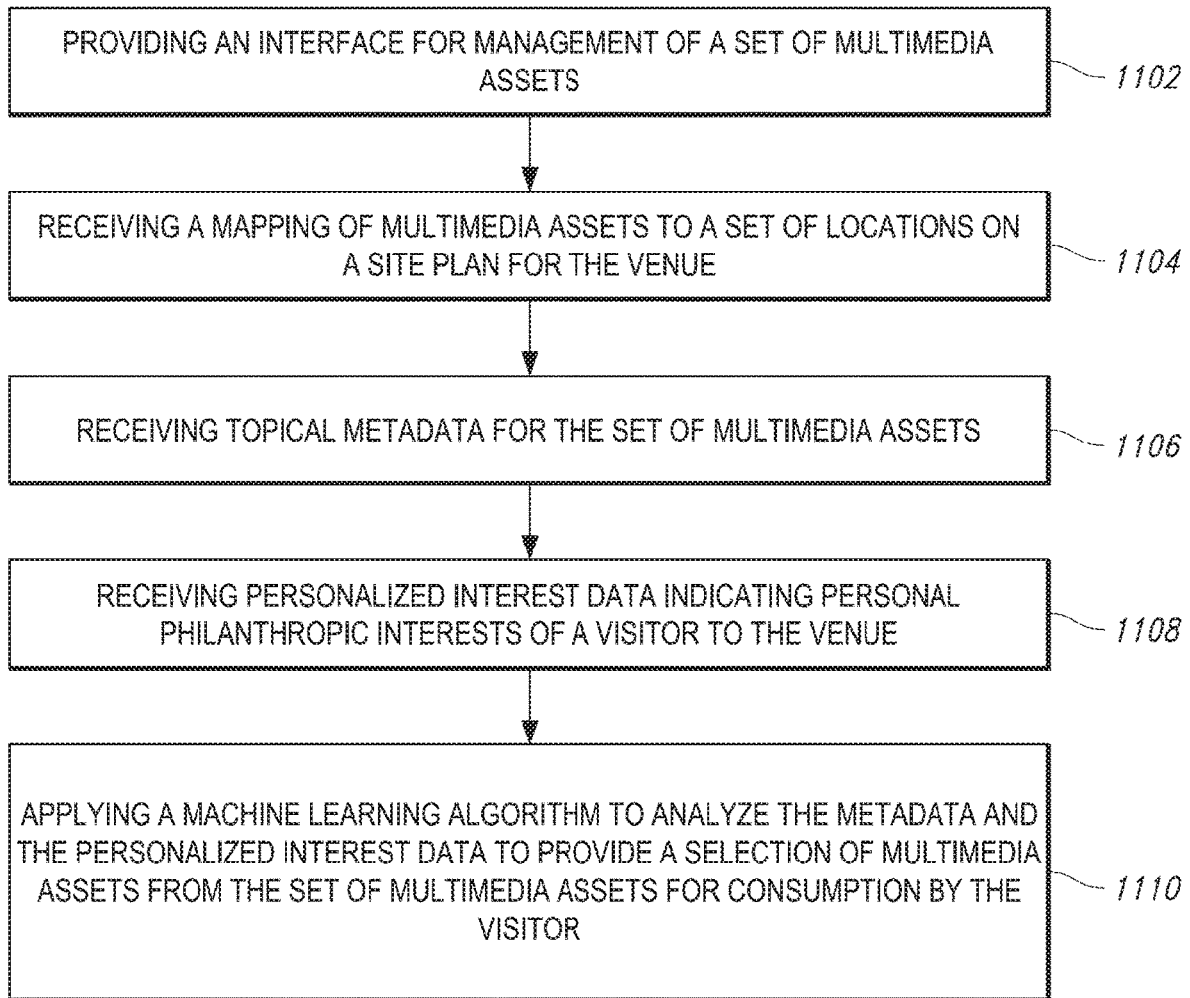 PROVIDING AN INTERFACE FOR MANAGEMENT OF A SET OF MULTIMEDIA
ASSETS
1102
RECEIVING A MAPPING OF MULTIMEDIA ASSETS TO A SET OF LOCATIONS ON
A SITE PLAN FOR THE VENUE
1104
RECEIVING TOPICAL METADATA FOR THE SET OF MULTIMEDIA ASSETS
1106
RECEIVING PERSONALIZED INTEREST DATA INDICATING PERSONAL
PHILANTHROPIC INTERESTS OF A VISITOR TO THE VENUE
1108
APPLYING A MACHINE LEARNING ALGORITHM TO ANALYZE THE METADATA AND
THE PERSONALIZED INTEREST DATA TO PROVIDE A SELECTION OF MULTIMEDIA
ASSETS FROM THE SET OF MULTIMEDIA ASSETS FOR CONSUMPTION BY THE
VISITOR
1110